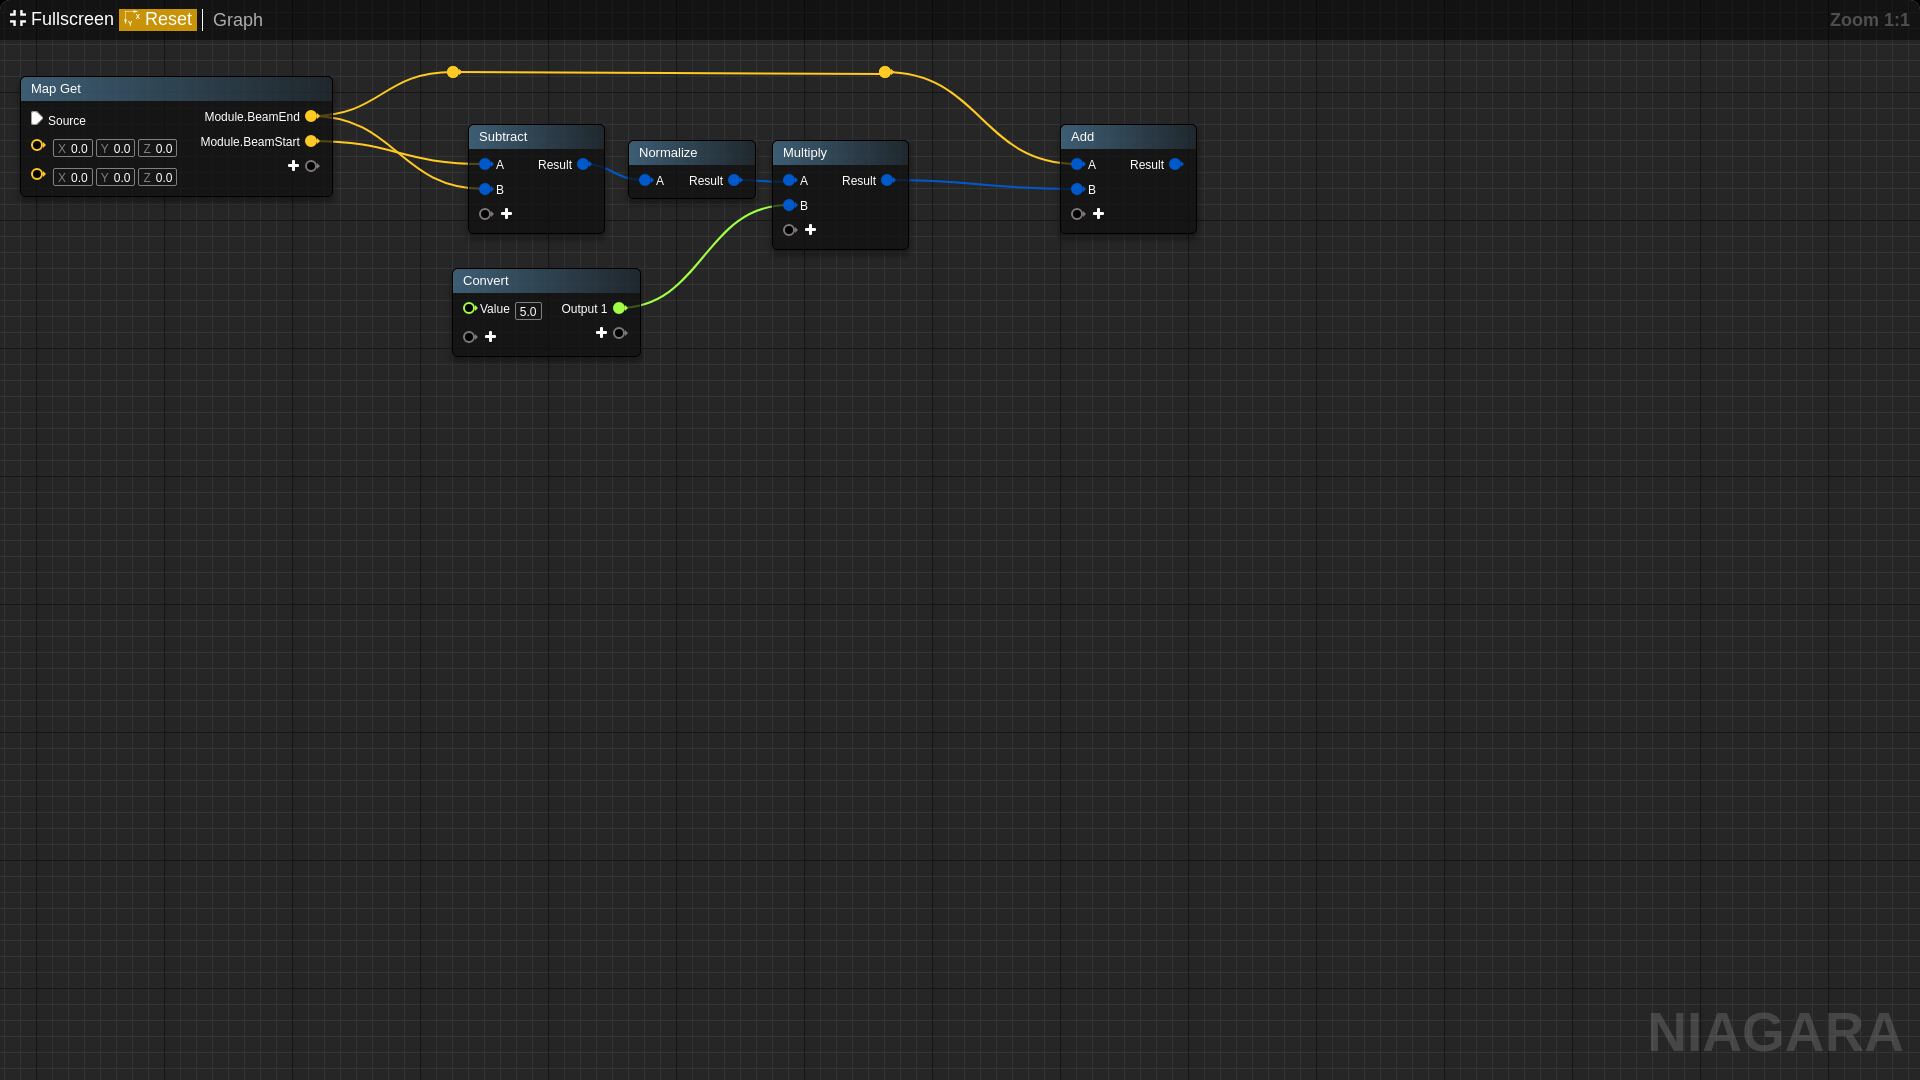 Fullscreen Reset Graph Zoom 1:1
Map Get
Source
Module.BeamEnd
X 0.0 Y 0.0 Z 0.0
Module.BeamStart
X 0.0 Y 0.0 Z 0.0
Subtract
A Result
B
Normalize
A Result
Multiply
A Result
B
Add
A Result
B
Convert
Value 5.0 Output 1
NIAGARA